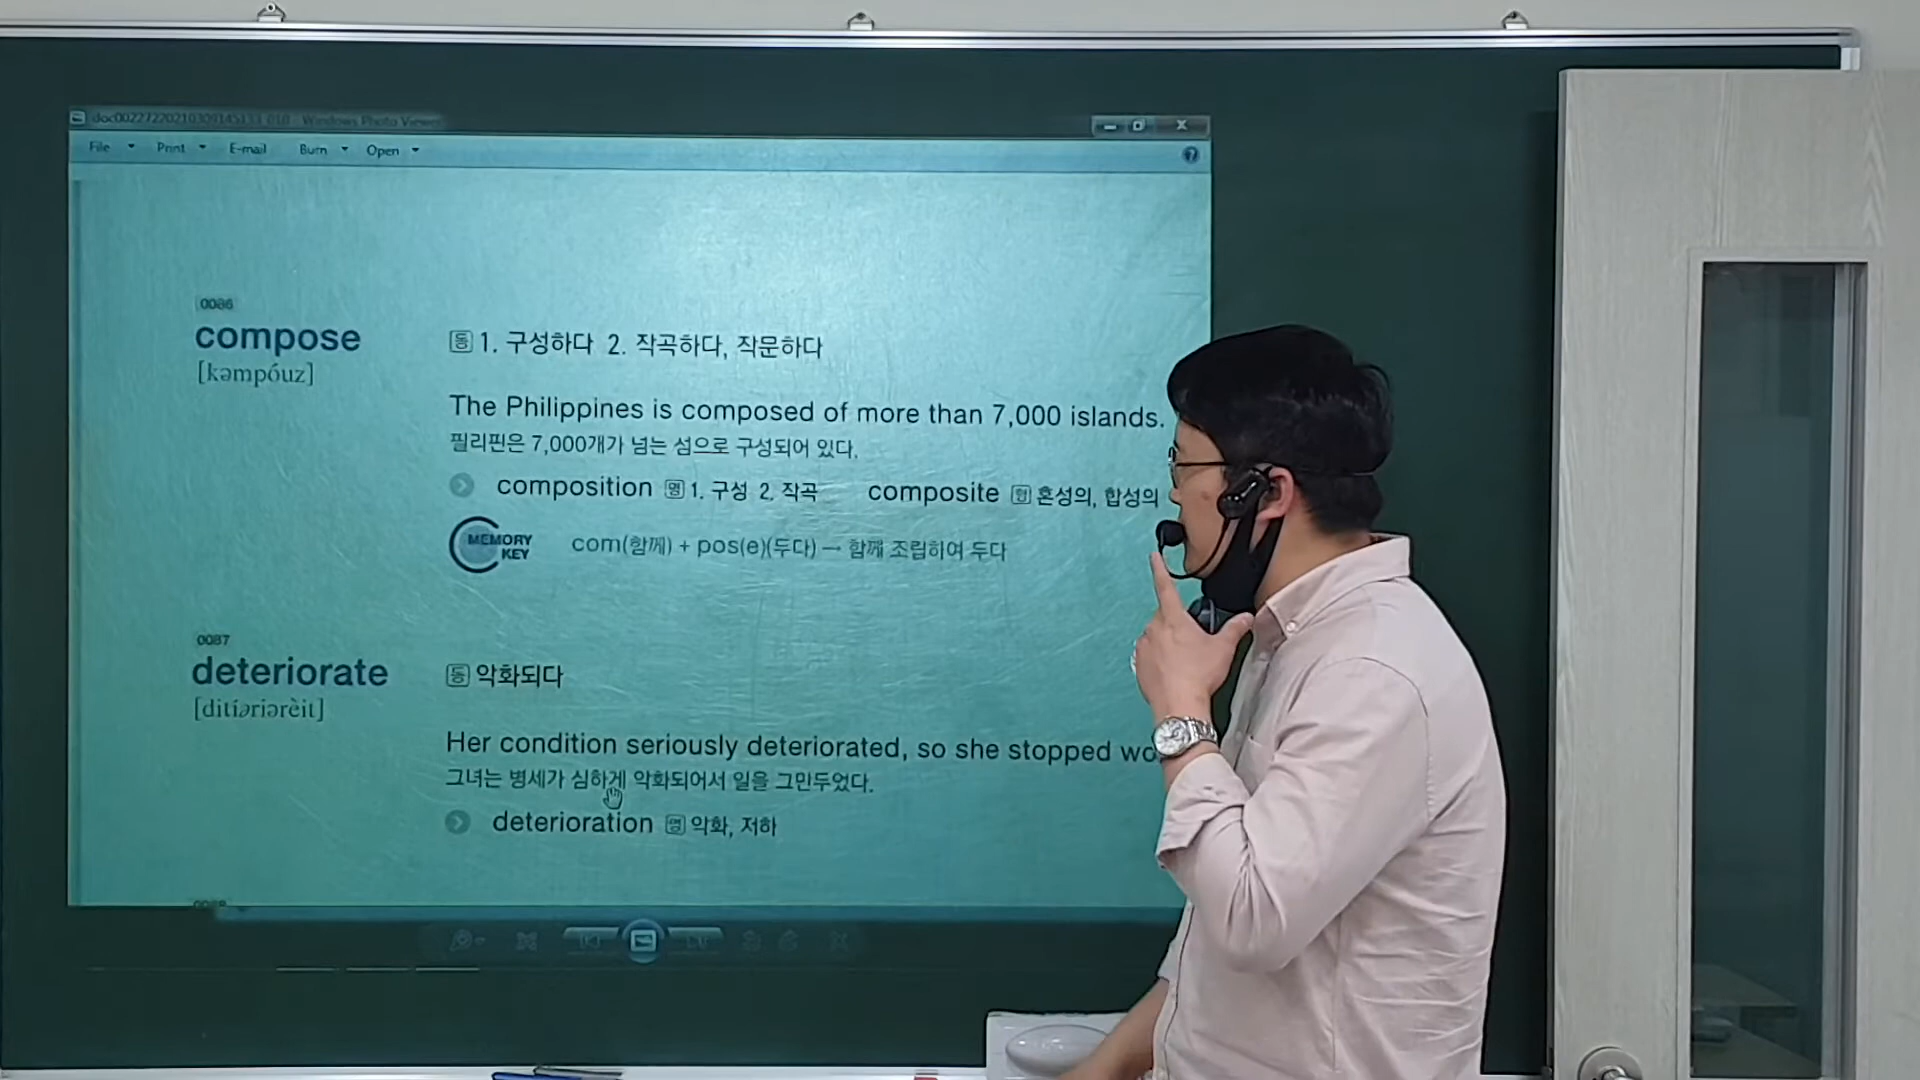 doc00227220210309145133_010 - Windows Photo Viewer
File Print E-mail Burn Open
0086
compose 동 1. 구성하다 2. 작곡하다, 작문하다
[kəmpóuz]
The Philippines is composed of more than 7,000 islands.
필리핀은 7,000개가 넘는 섬으로 구성되어 있다.
composition 명 1. 구성 2. 작곡 composite 형 혼성의, 합성의
MEMORY KEY com(함께) + pos(e)(두다) → 함께 조립하여 두다
0087
deteriorate 동 악화되다
[ditíəriərèit]
Her condition seriously deteriorated, so she stopped wo
그녀는 병세가 심하게 악화되어서 일을 그만두었다.
deterioration 명 악화, 저하
0088